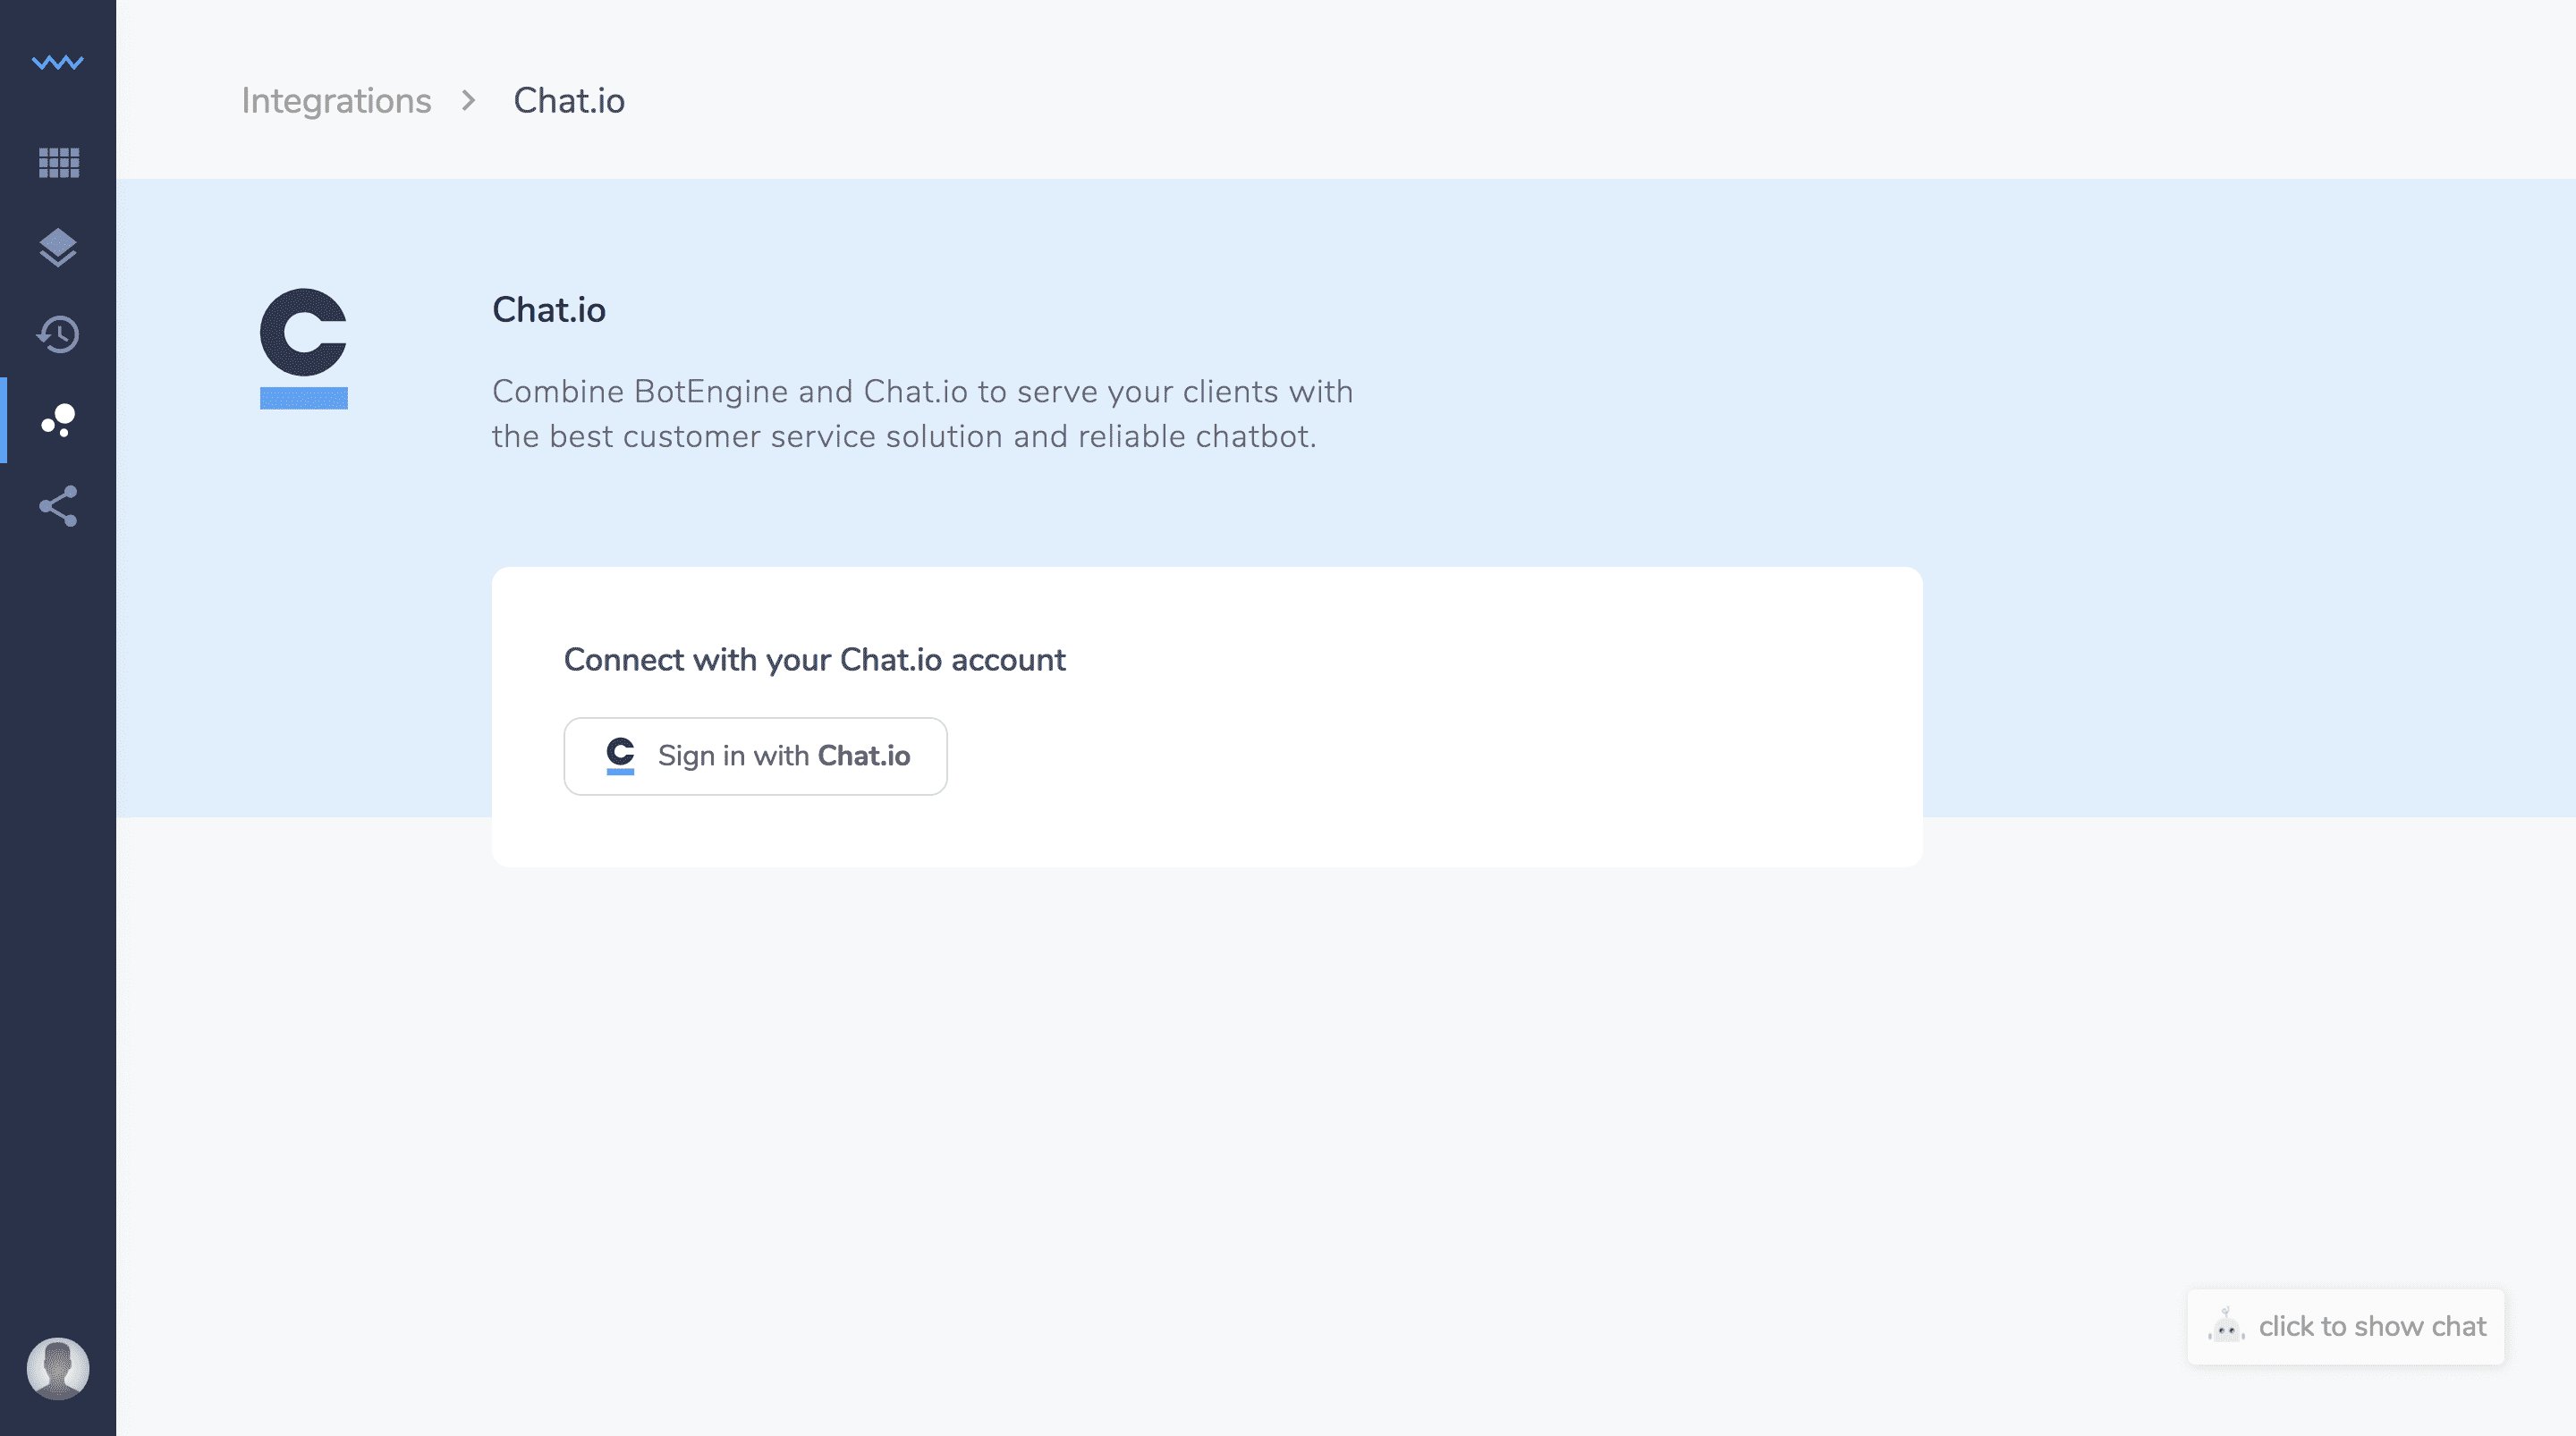 Integrations > Chat.io
Chat.io
Combine BotEngine and Chat.io to serve your clients with
the best customer service solution and reliable chatbot.
Connect with your Chat.io account
Sign in with Chat.io
click to show chat